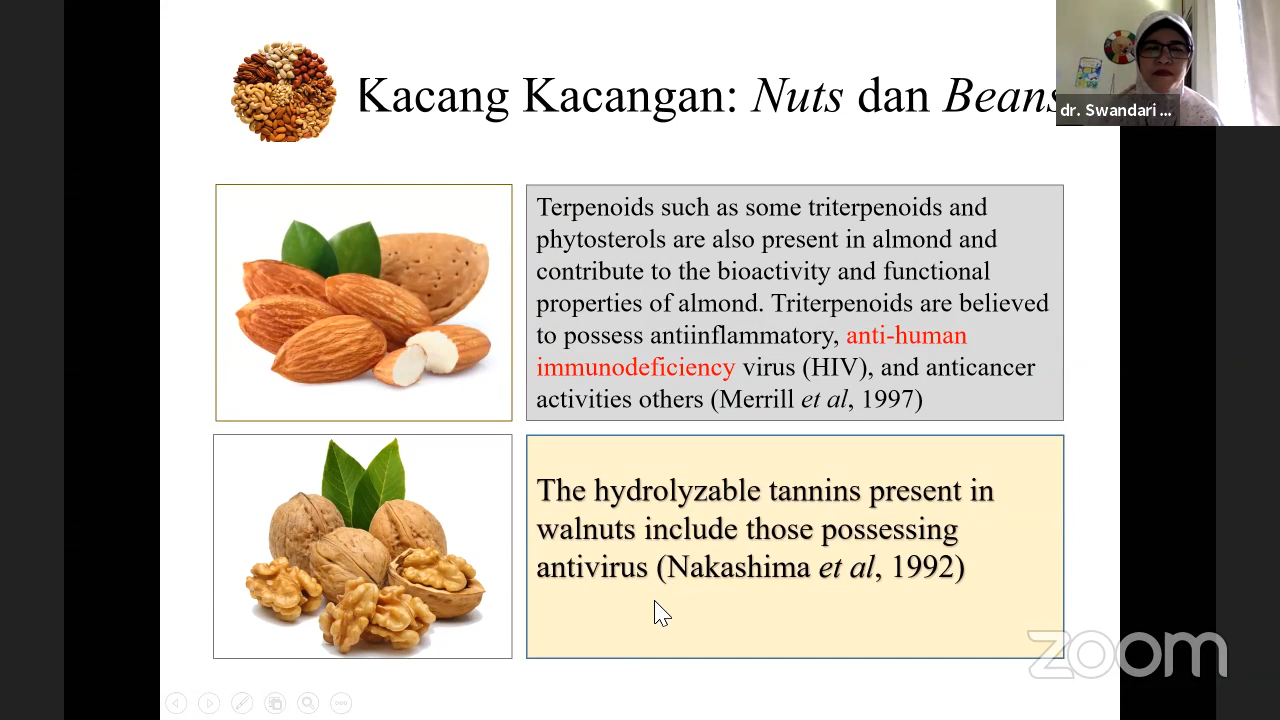 Kacang Kacangan: Nuts dan Beans
dr. Swandari ...
Terpenoids such as some triterpenoids and
phytosterols are also present in almond and
contribute to the bioactivity and functional
properties of almond. Triterpenoids are believed
to possess antiinflammatory, anti-human
immunodeficiency virus (HIV), and anticancer
activities others (Merrill et al, 1997)
The hydrolyzable tannins present in
walnuts include those possessing
antivirus (Nakashima et al, 1992)
zoom